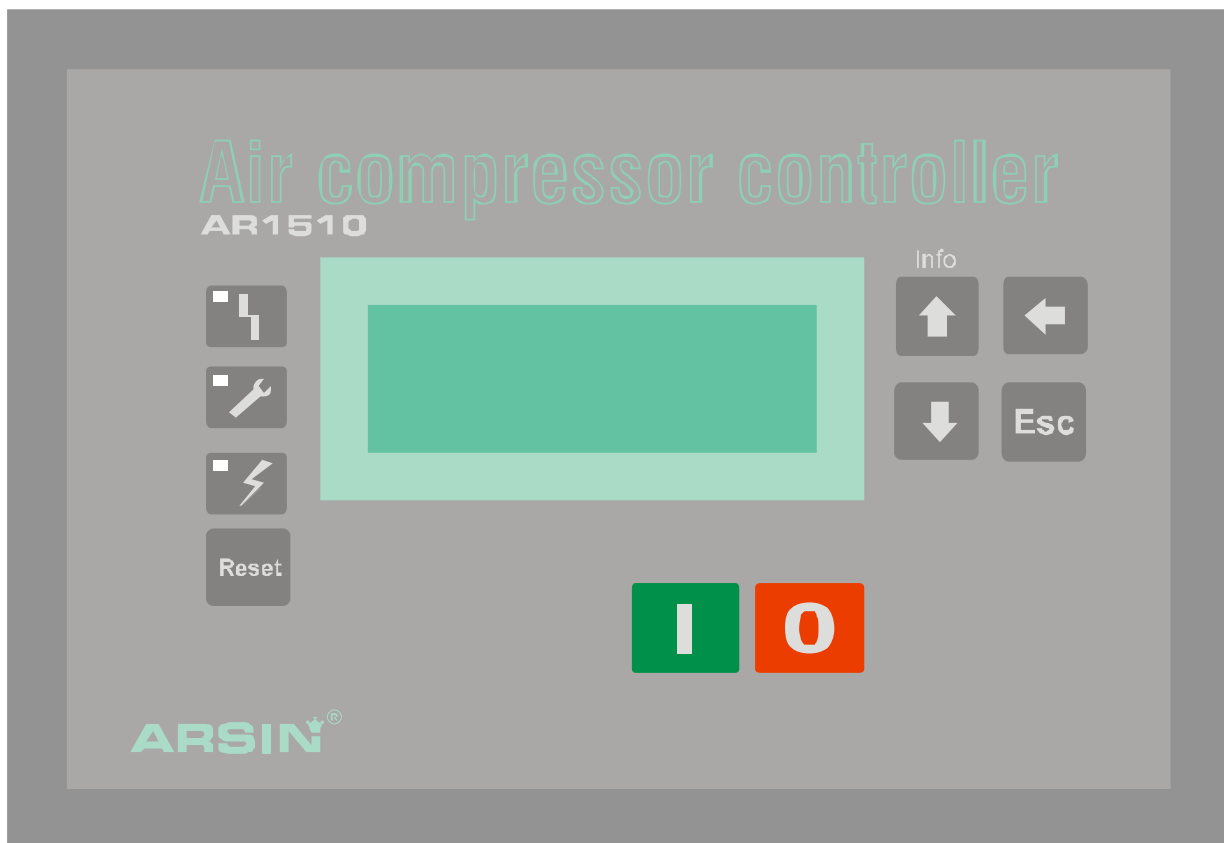 Air compressor controller
AR1510
Info
Esc
Reset
I O
ARSIN®